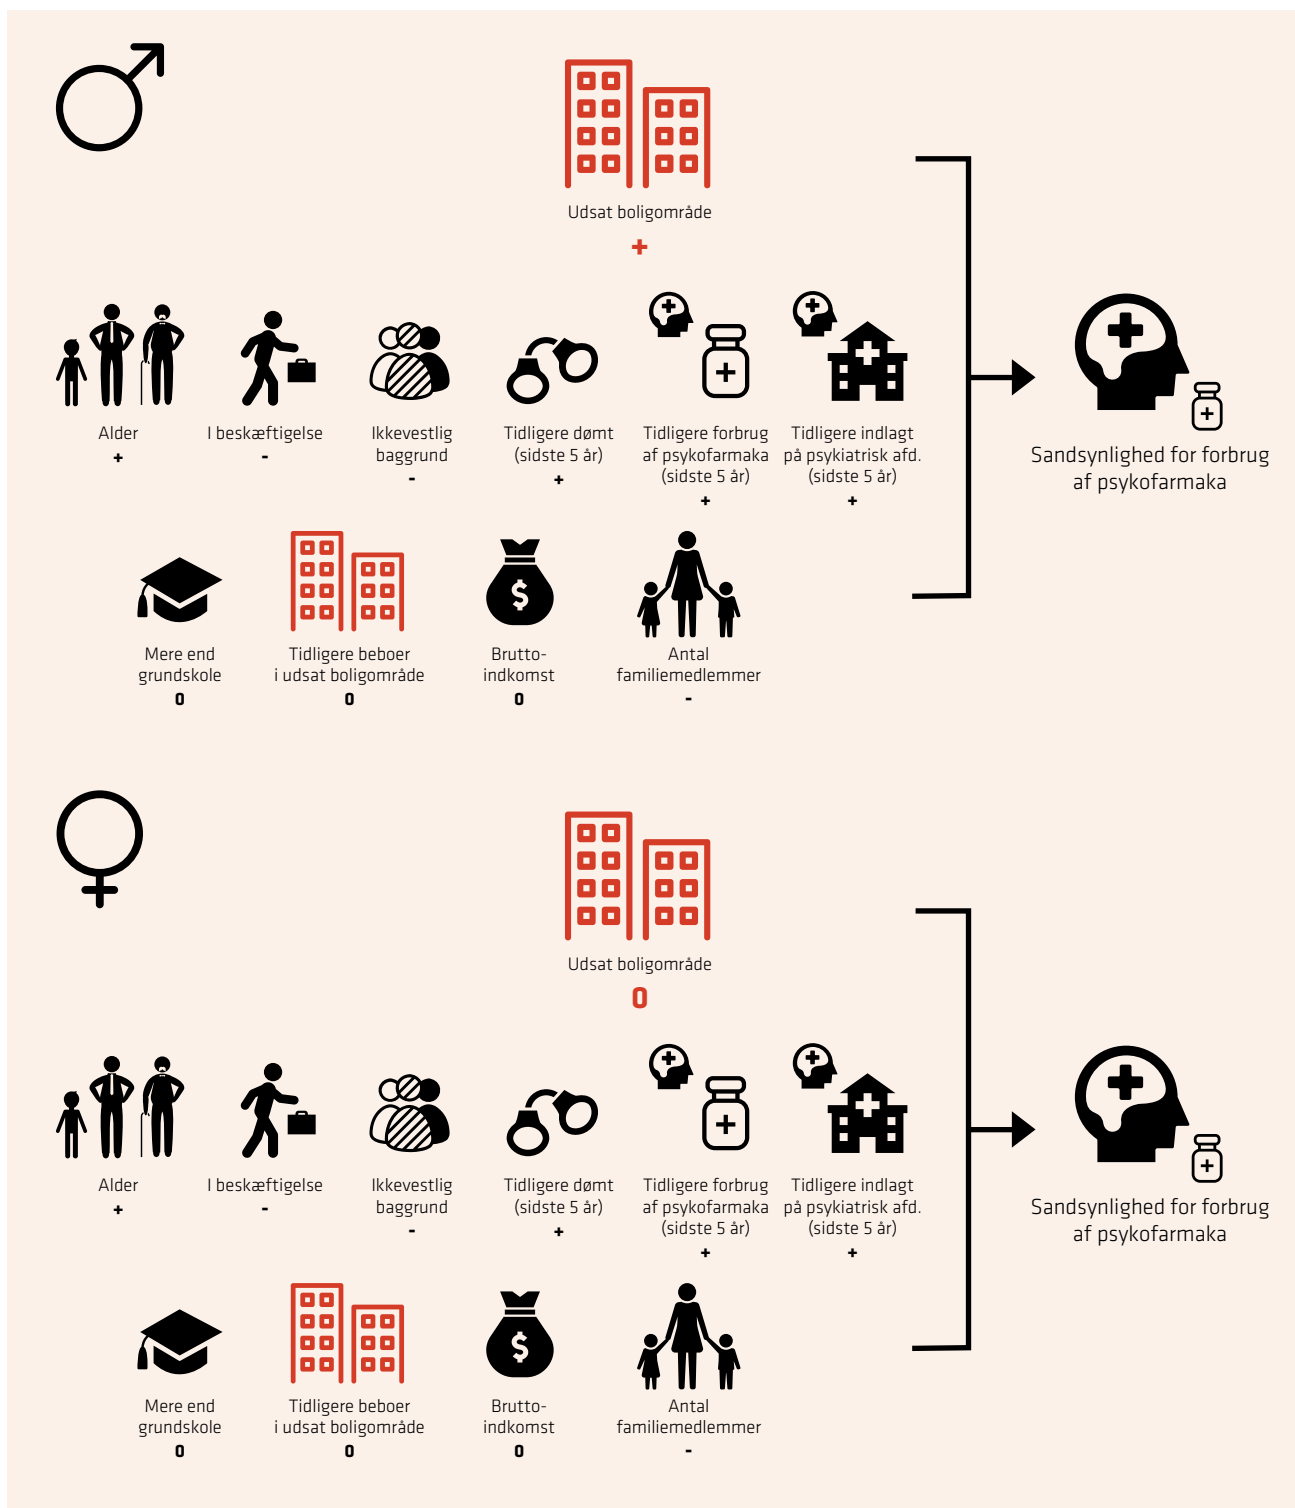 Udsat boligområde
+
Alder
+
I beskæftigelse
-
Ikkevestlig
baggrund
-
Tidligere dømt
(sidste 5 år)
+
Tidligere forbrug
af psykofarmaka
(sidste 5 år)
+
Tidligere indlagt
på psykiatrisk afd.
(sidste 5 år)
+
Sandsynlighed for forbrug
af psykofarmaka
Mere end
grundskole
0
Tidligere beboer
i udsat boligområde
0
$
Brutto-
indkomst
0
Antal
familiemedlemmer
-
Udsat boligområde
0
Alder
+
I beskæftigelse
-
Ikkevestlig
baggrund
-
Tidligere dømt
(sidste 5 år)
+
Tidligere forbrug
af psykofarmaka
(sidste 5 år)
+
Tidligere indlagt
på psykiatrisk afd.
(sidste 5 år)
+
Sandsynlighed for forbrug
af psykofarmaka
Mere end
grundskole
0
Tidligere beboer
i udsat boligområde
0
$
Brutto-
indkomst
0
Antal
familiemedlemmer
-